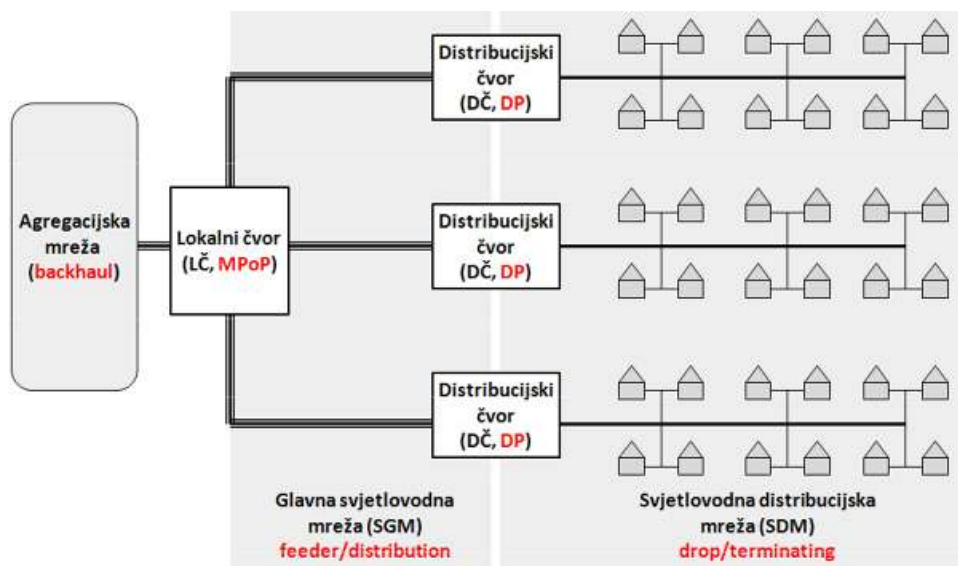 Distribucijski
čvor
(DČ, DP)
Agregacijska
mreža
(backhaul)
Lokalni čvor
(LČ, MPoP)
Distribucijski
čvor
(DČ, DP)
Distribucijski
čvor
(DČ, DP)
Glavna svjetlovodna
mreža (SGM)
feeder/distribution
Svjetlovodna distribucijska
mreža (SDM)
drop/terminating